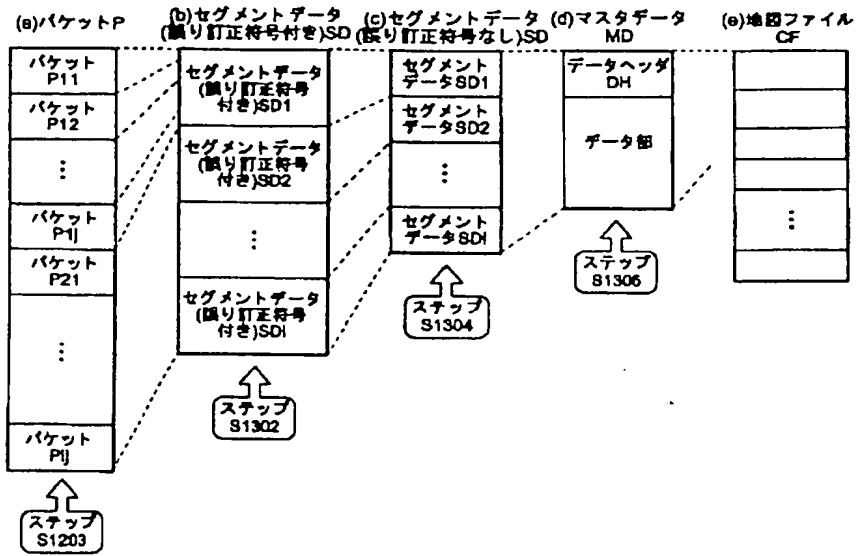 (a)パケットP
パケット
P11
パケット
P12
⋮
パケット
P1j
パケット
P21
⋮
パケット
Pij
ステップ
S1203
(b)セグメントデータ
(誤り訂正符号付き)SD
セグメントデータ
(誤り訂正符号
付き)SD1
セグメントデータ
(誤り訂正符号
付き)SD2
⋮
セグメントデータ
(誤り訂正符号
付き)SDi
ステップ
S1302
(c)セグメントデータ
(誤り訂正符号なし)SD
セグメント
データSD1
セグメント
データSD2
⋮
セグメント
データSDi
ステップ
S1304
(d)マスタデータ
MD
データヘッダ
DH
データ部
ステップ
S1306
(e)地図ファイル
CF
⋮